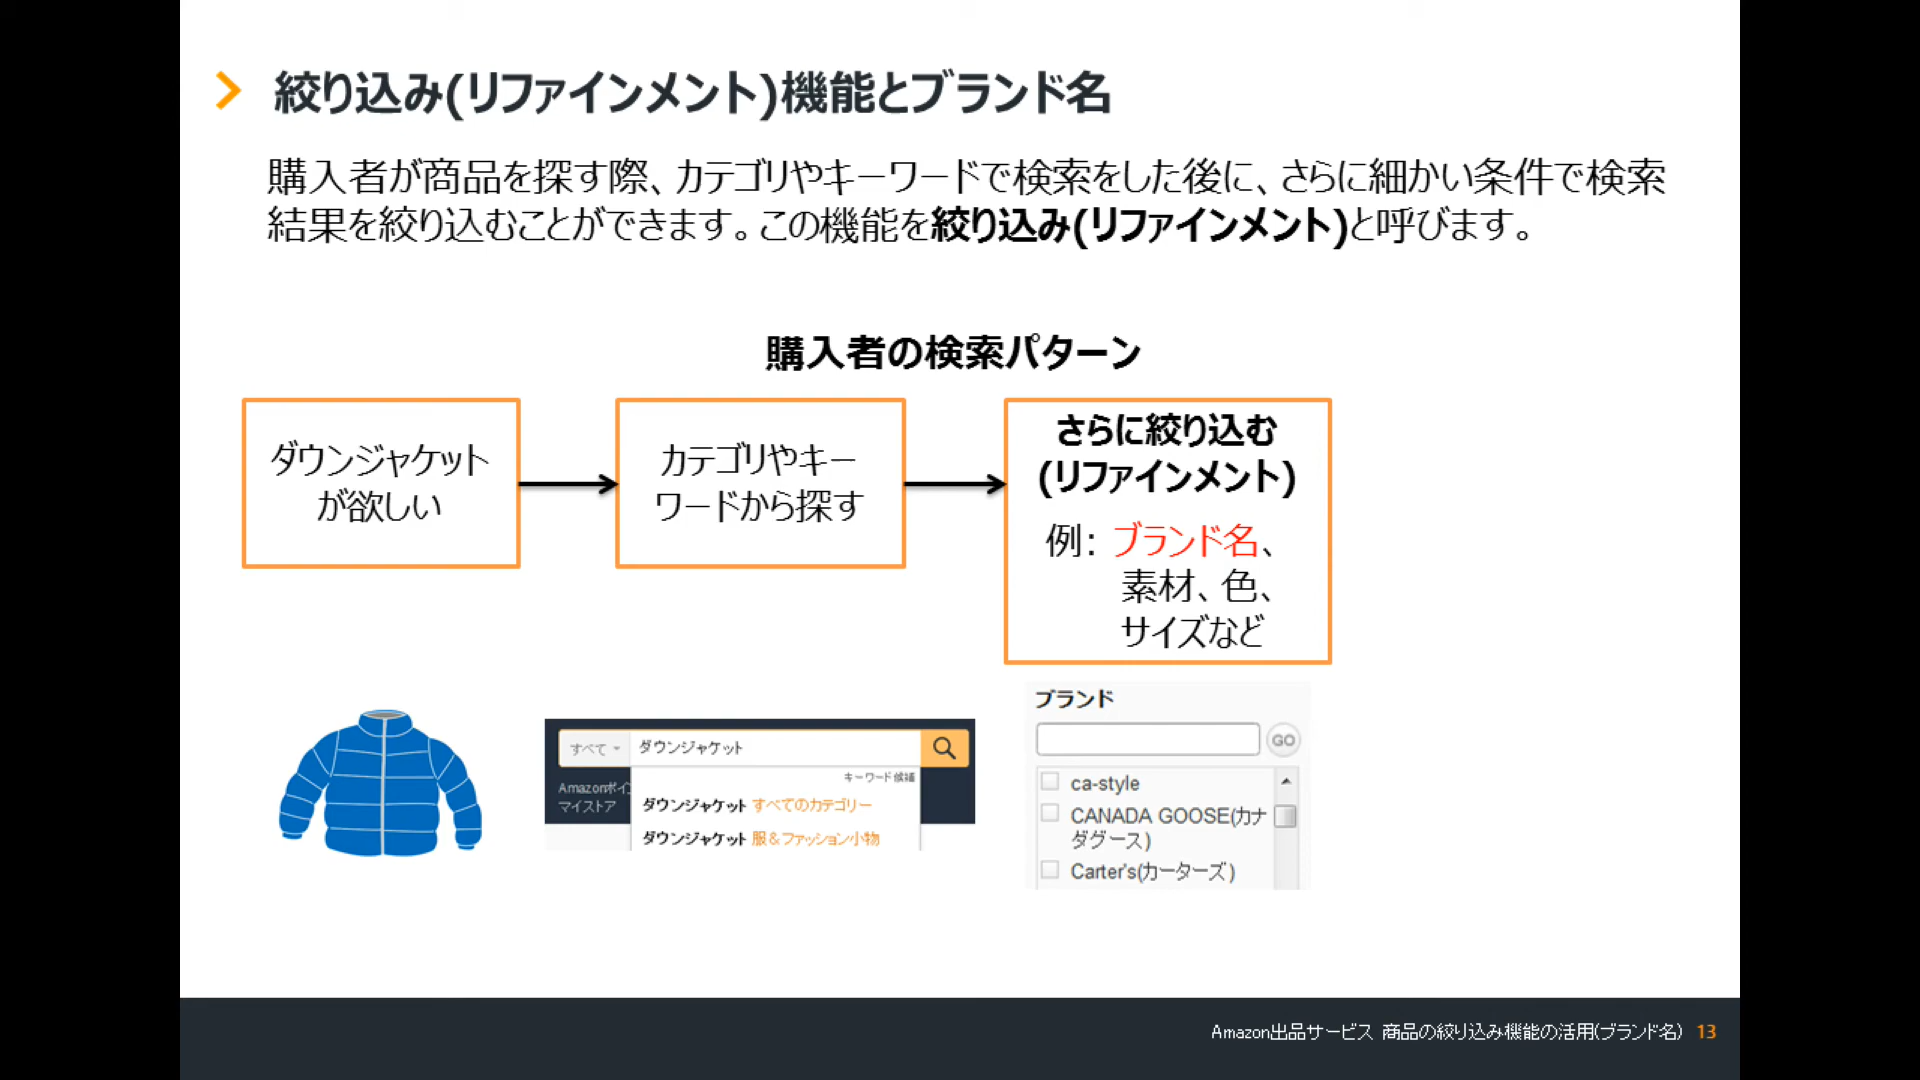 絞り込み(リファインメント)機能とブランド名
購入者が商品を探す際、カテゴリやキーワードで検索をした後に、さらに細かい条件で検索
結果を絞り込むことができます。この機能を絞り込み(リファインメント)と呼びます。
購入者の検索パターン
ダウンジャケット
が欲しい
カテゴリやキー
ワードから探す
さらに絞り込む
(リファインメント)
例: ブランド名、
素材、色、
サイズなど
すべて
ダウンジャケット
キーワード候補
Amazonポイ
マイストア
ダウンジャケット すべてのカテゴリー
ダウンジャケット 服&ファッション小物
ブランド
GO
ca-style
CANADA GOOSE(カナ
ダグース)
Carter's(カーターズ)
Amazon出品サービス 商品の絞り込み機能の活用(ブランド名) 13